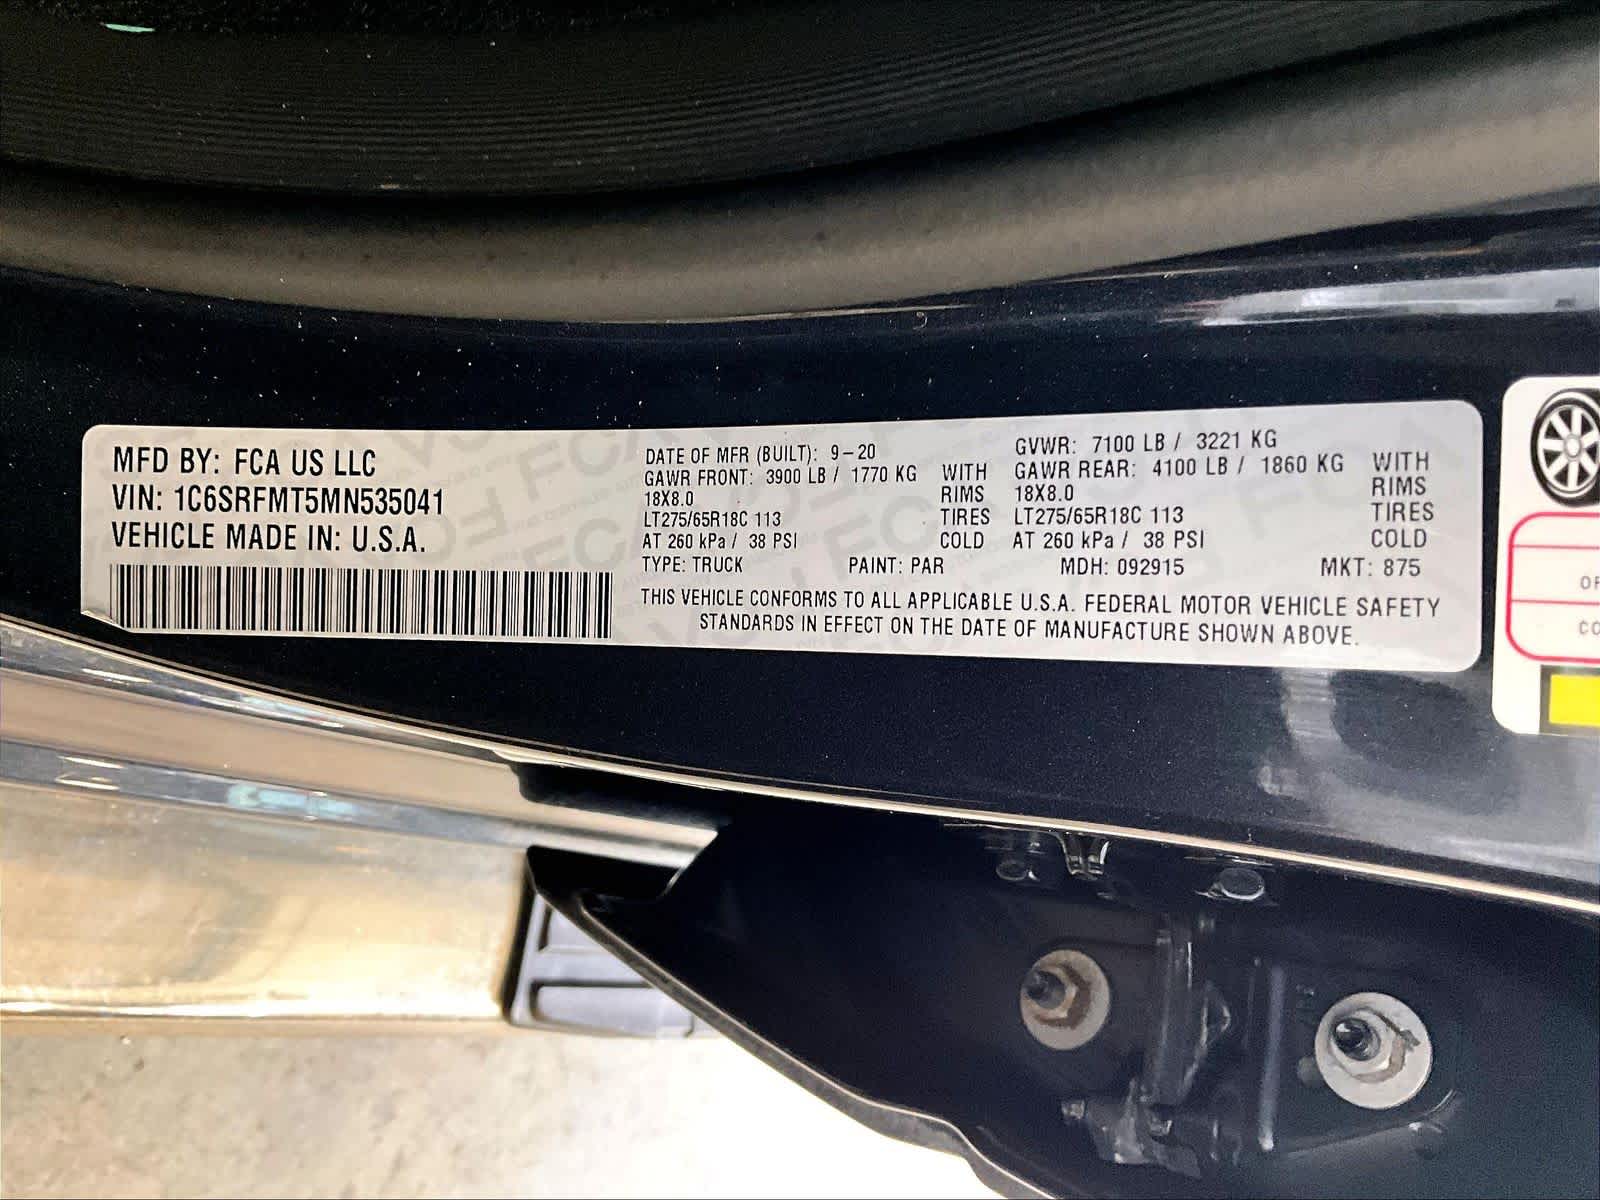 MFD BY: FCA US LLC
VIN: 1C6SRFMT5MN535041
VEHICLE MADE IN: U.S.A.
DATE OF MFR (BUILT): 9-20
GAWR FRONT: 3900 LB / 1770 KG WITH
18X8.0 RIMS
LT275/65R18C 113 TIRES
AT 260 kPa / 38 PSI COLD
GVWR: 7100 LB / 3221 KG
GAWR REAR: 4100 LB / 1860 KG WITH
18X8.0 RIMS
LT275/65R18C 113 TIRES
AT 260 kPa / 38 PSI COLD
TYPE: TRUCK PAINT: PAR MDH: 092915 MKT: 875
THIS VEHICLE CONFORMS TO ALL APPLICABLE U.S.A. FEDERAL MOTOR VEHICLE SAFETY
STANDARDS IN EFFECT ON THE DATE OF MANUFACTURE SHOWN ABOVE.